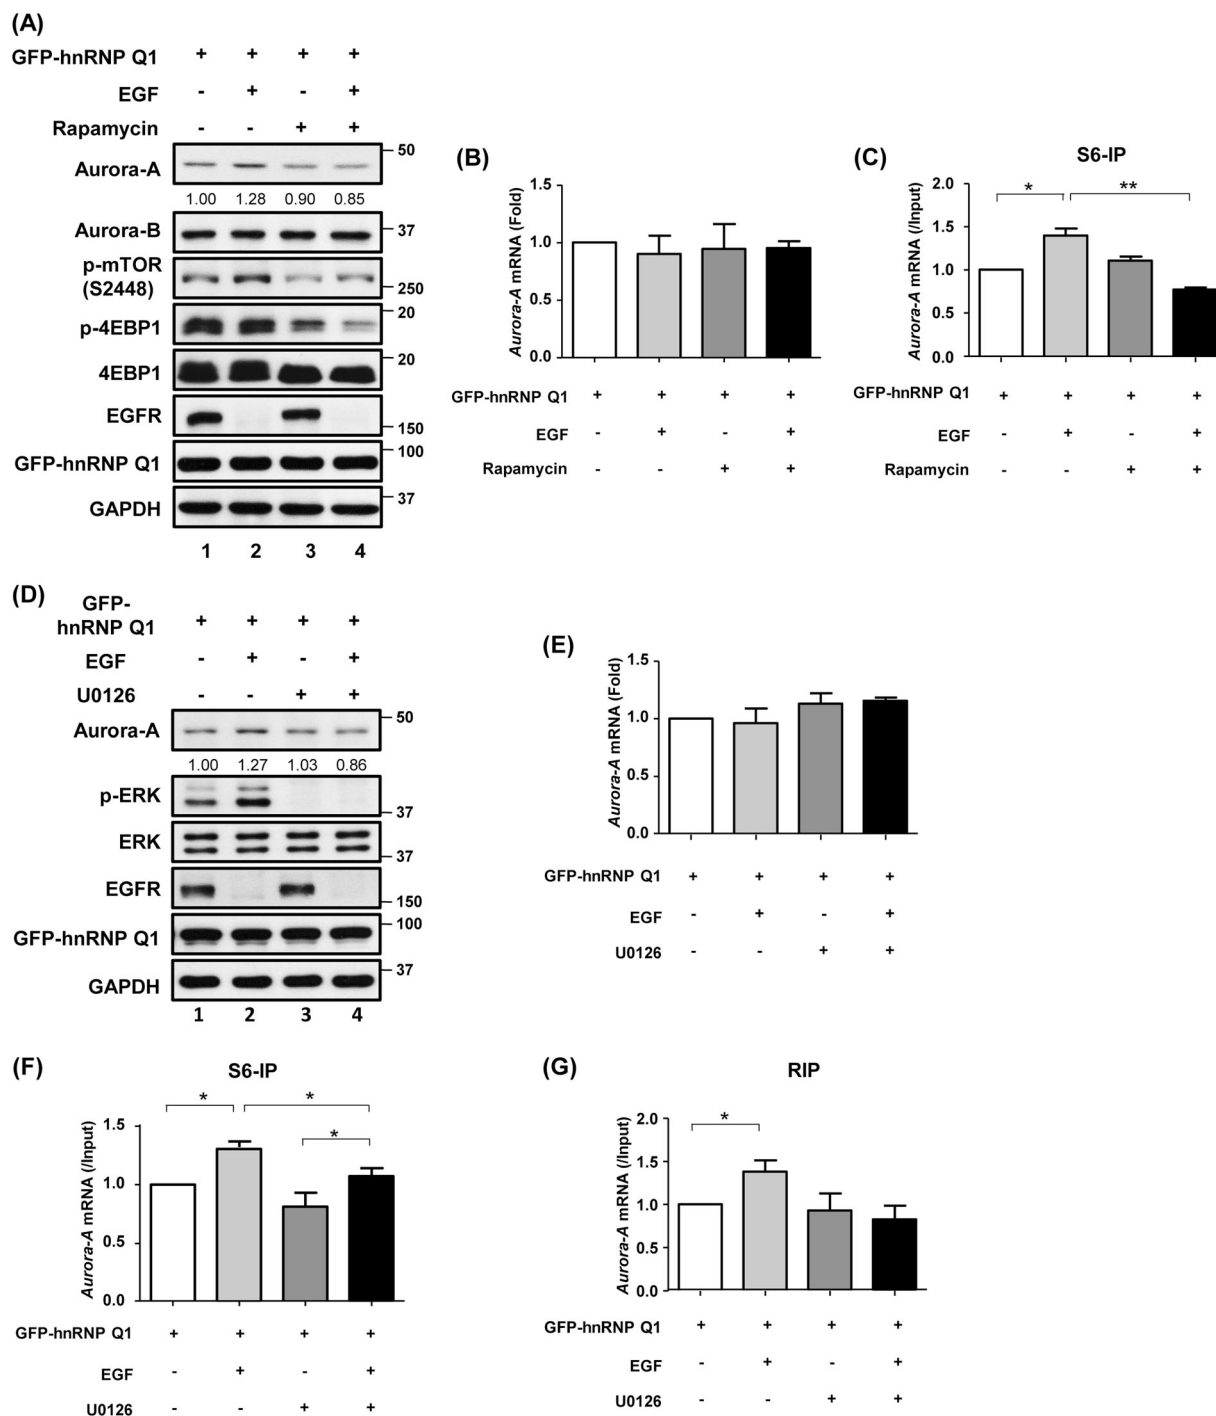 (A)
GFP-hnRNP Q1 + + + +
EGF - + - +
Rapamycin - - + +
Aurora-A 50
1.00 1.28 0.90 0.85
Aurora-B 37
p-mTOR
(S2448) 250
p-4EBP1 20
4EBP1 20
EGFR 150
GFP-hnRNP Q1 100
GAPDH 37
1 2 3 4
(B)
Aurora-A mRNA (Fold)
1.5
1.0
0.5
0.0
GFP-hnRNP Q1 + + + +
EGF - + - +
Rapamycin - - + +
(C)
S6-IP
Aurora-A mRNA (/Input)
2.0
* **
1.5
1.0
0.5
0.0
GFP-hnRNP Q1 + + + +
EGF - + - +
Rapamycin - - + +
(D)
GFP-
hnRNP Q1 + + + +
EGF - + - +
U0126 - - + +
Aurora-A 50
1.00 1.27 1.03 0.86
p-ERK 37
ERK 37
EGFR 150
GFP-hnRNP Q1 100
GAPDH 37
1 2 3 4
(E)
Aurora-A mRNA (Fold)
1.5
1.0
0.5
0.0
GFP-hnRNP Q1 + + + +
EGF - + - +
U0126 - - + +
(F)
S6-IP
Aurora-A mRNA (/Input)
* *
*
1.5
1.0
0.5
0.0
GFP-hnRNP Q1 + + + +
EGF - + - +
U0126 - - + +
(G)
RIP
Aurora-A mRNA (/Input)
2.0
*
1.5
1.0
0.5
0.0
GFP-hnRNP Q1 + + + +
EGF - + - +
U0126 - - + +